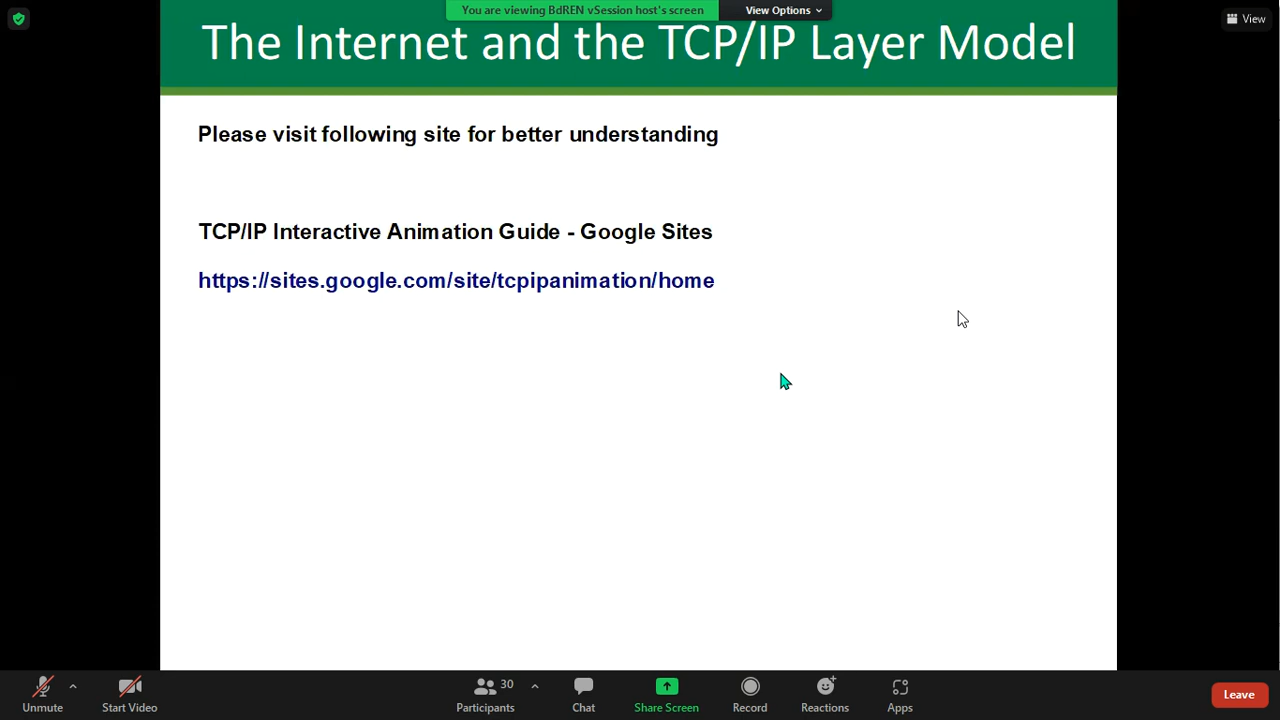 You are viewing BdREN vSession host's screen
View Options
View
The Internet and the TCP/IP Layer Model
Please visit following site for better understanding
TCP/IP Interactive Animation Guide - Google Sites
https://sites.google.com/site/tcpipanimation/home
Unmute
Start Video
30
Participants
Chat
Share Screen
Record
Reactions
Apps
Leave